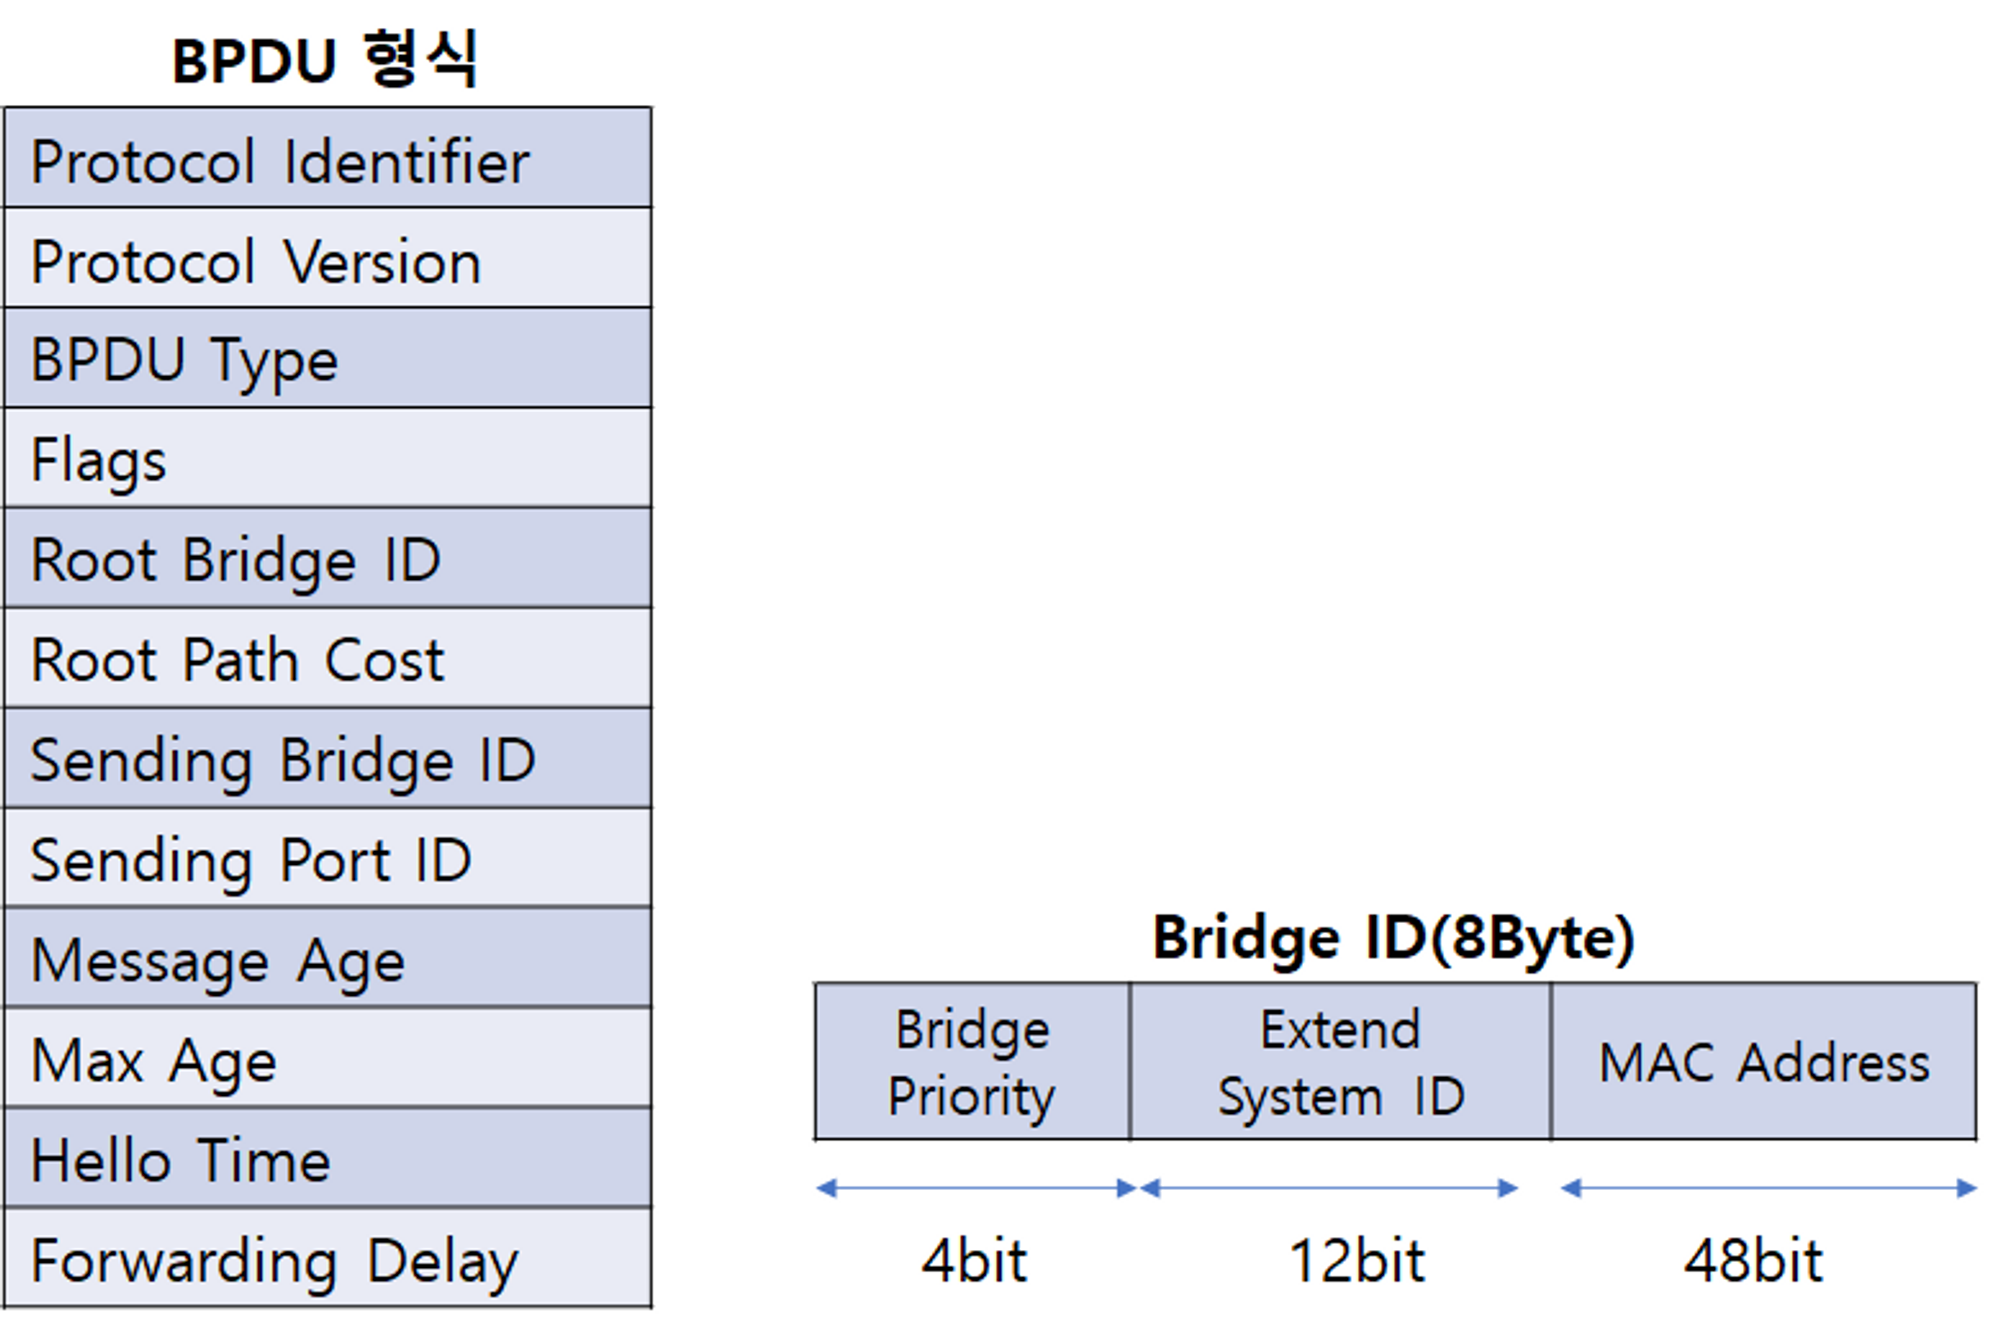 BPDU 형식
Protocol Identifier
Protocol Version
BPDU Type
Flags
Root Bridge ID
Root Path Cost
Sending Bridge ID
Sending Port ID
Message Age
Max Age
Hello Time
Forwarding Delay
Bridge ID(8Byte)
Bridge
Priority
Extend
System ID
MAC Address
4bit
12bit
48bit